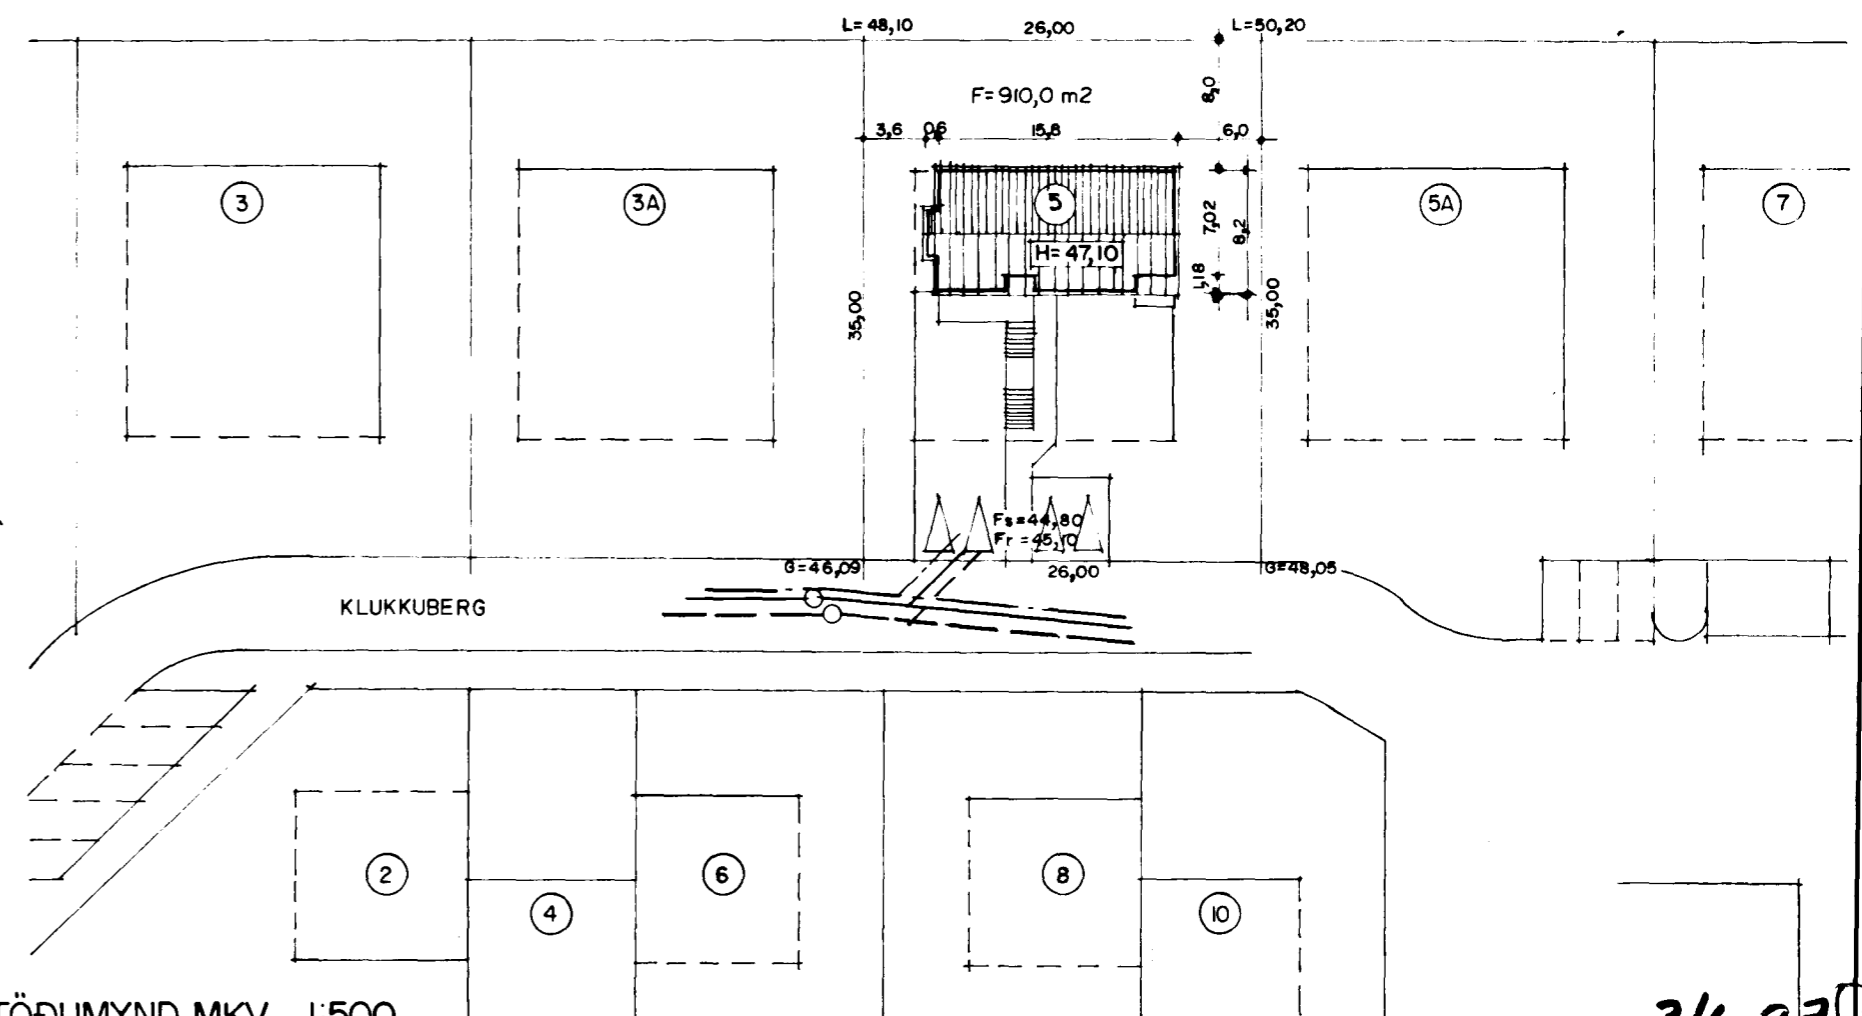 L=48,10 26,00 L=50,20
8,0
F=910,0 m2
3,6 0,6 15,8 6,0
3 3A 5 5A 7
7,02 8,2
H=47,10
1,18
35,00 35,00
Fs=44,80
Fr=45,10
G=46,09 26,00 G=48,05
KLUKKUBERG
2 6 8
4 10
MKV. 1:500